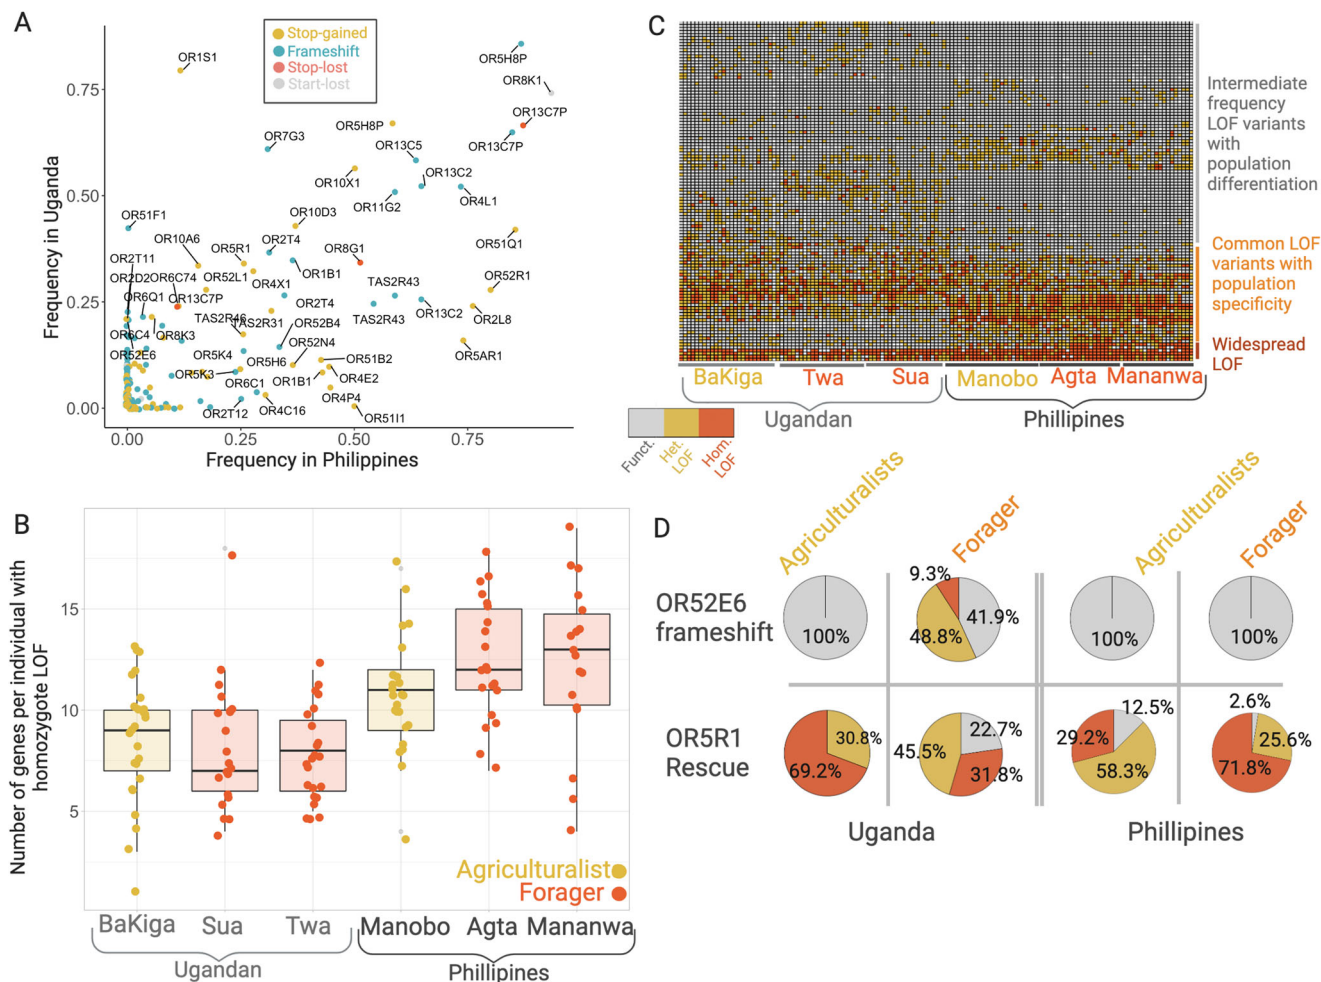 A
Stop-gained
Frameshift
Stop-lost
Start-lost
OR1S1
OR5H8P
OR8K1
OR13C7P
OR7G3
OR5H8P
OR13C5
OR13C7P
OR10X1
OR13C2
OR11G2
OR4L1
OR51F1
OR10D3
OR10A6
OR5R1
OR2T4
OR8G1
OR51Q1
OR2T11
OR2D2
OR6C74
OR52L1
OR4X1
OR1B1
TAS2R43
OR52R1
OR6Q1
OR13C7P
OR2T4
TAS2R46
TAS2R31
OR52B4
TAS2R43
OR13C2
OR2L8
OR6C4
OR8K3
OR52N4
OR52E6
OR5K4
OR5H6
OR51B2
OR5AR1
OR5K3
OR6C1
OR1B1
OR4E2
OR4P4
OR2T12
OR4C16
OR51I1
0.75
0.50
0.25
0.00
0.00
0.25
0.50
0.75
Frequency in Uganda
Frequency in Philippines
B
Number of genes per individual with
homozygote LOF
15
10
5
Agriculturalist
Forager
BaKiga
Sua
Twa
Manobo
Agta
Mananwa
Ugandan
Phillipines
C
Intermediate
frequency
LOF variants
with
population
differentiation
Common LOF
variants with
population
specificity
Widespread
LOF
BaKiga
Twa
Sua
Manobo
Agta
Mananwa
Ugandan
Phillipines
Funct.
Het.
LOF
Hom.
LOF
D
Agriculturalists
Forager
Agriculturalists
Forager
OR52E6
frameshift
100%
9.3%
48.8%
41.9%
100%
100%
OR5R1
Rescue
30.8%
69.2%
45.5%
22.7%
31.8%
12.5%
29.2%
58.3%
2.6%
25.6%
71.8%
Uganda
Phillipines